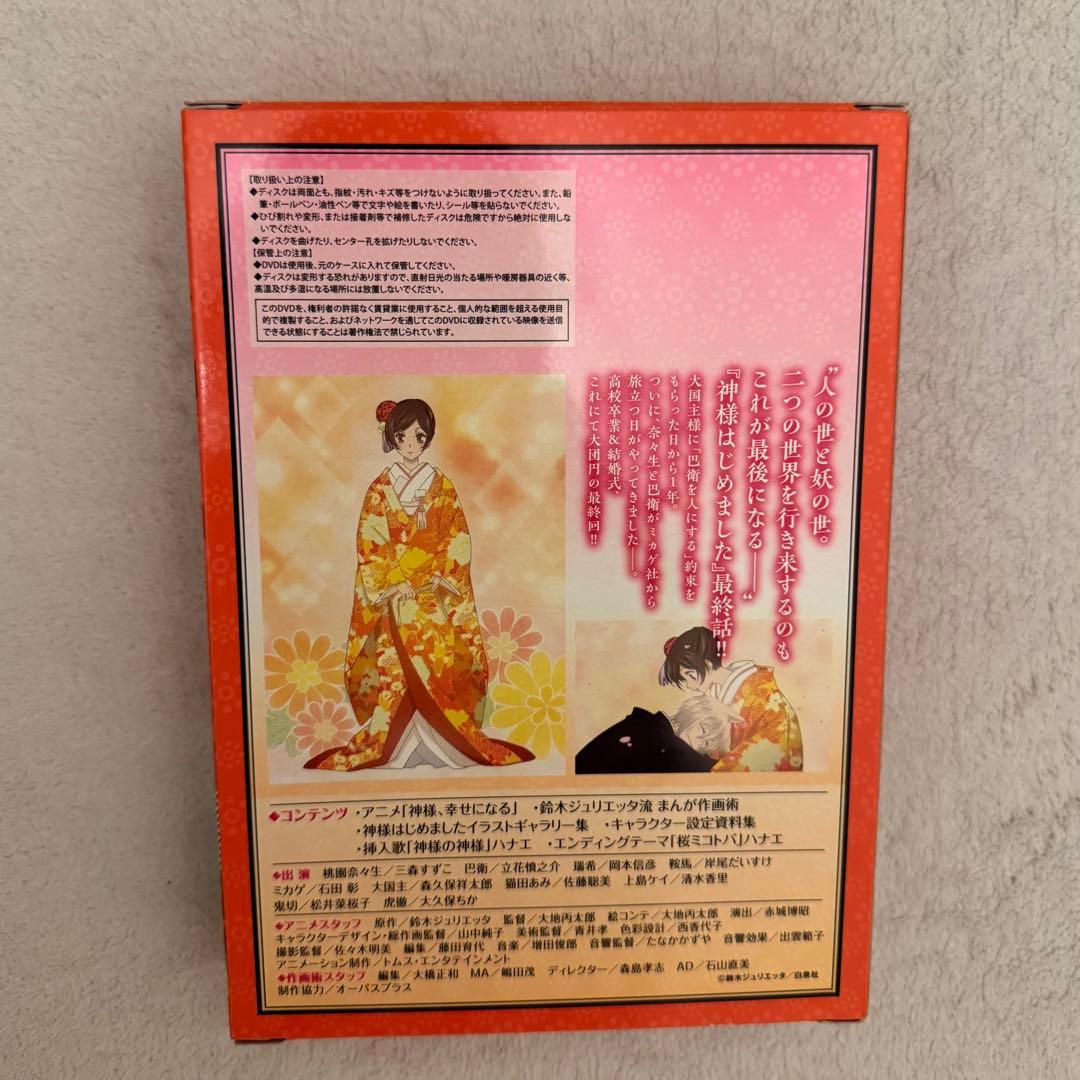 【取り扱い上の注意】
◆ディスクは両面とも、指紋・汚れ・キズ等をつけないように取り扱ってください。また、鉛
筆・ボールペン・油性ペン等で文字や絵を書いたり、シール等を貼らないでください。
◆ひび割れや変形、または接着剤等で補修したディスクは危険ですから絶対に使用しな
いでください。
◆ディスクを曲げたり、センター孔を拡げたりしないでください。
【保管上の注意】
◆DVDは使用後、元のケースに入れて保管してください。
◆ディスクは変形する恐れがありますので、直射日光の当たる場所や暖房器具の近く等、
高温及び多湿になる場所には放置しないでください。
このDVDを、権利者の許諾なく賃貸業に使用すること、個人的な範囲を超える使用目
的で複製すること、およびネットワークを通じてこのDVDに収録されている映像を送信
できる状態にすることは著作権法で禁じられています。
“人の世と妖の世。
二つの世界を行き来するのも
これが最後になる――“
『神様はじめました』最終話!!
大国主様に「巴衛を人にする」約束を
もらった日から1年。
ついに、奈々生と巴衛がミカゲ社から
旅立つ日がやってきました――。
高校卒業&結婚式、
これにて大団円の最終回!!
◆コンテンツ ・アニメ「神様、幸せになる」 ・鈴木ジュリエッタ流 まんが作画術
・神様はじめましたイラストギャラリー集 ・キャラクター設定資料集
・挿入歌「神様の神様」ハナエ ・エンディングテーマ「桜ミコトバ」ハナエ
◆出演 桃園奈々生/三森すずこ 巴衛/立花慎之介 瑞希/岡本信彦 鞍馬/岸尾だいすけ
ミカゲ/石田 彰 大国主/森久保祥太郎 猫田あみ/佐藤聡美 上島ケイ/清水香里
鬼切/松井菜桜子 虎徹/大久保ちか
◆アニメスタッフ 原作/鈴木ジュリエッタ 監督/大地丙太郎 絵コンテ/大地丙太郎 演出/赤城博昭
キャラクターデザイン・総作画監督/山中純子 美術監督/青井孝 色彩設計/西香代子
撮影監督/佐々木明美 編集/藤田育代 音楽/増田俊郎 音響監督/たなかかずや 音響効果/出雲範子
アニメーション制作/トムス・エンタテインメント
◆作画術スタッフ 編集/大橋正和 MA/嶋田茂 ディレクター/森島孝志 AD/石山直美
制作協力/オーパスプラス
©鈴木ジュリエッタ/白泉社